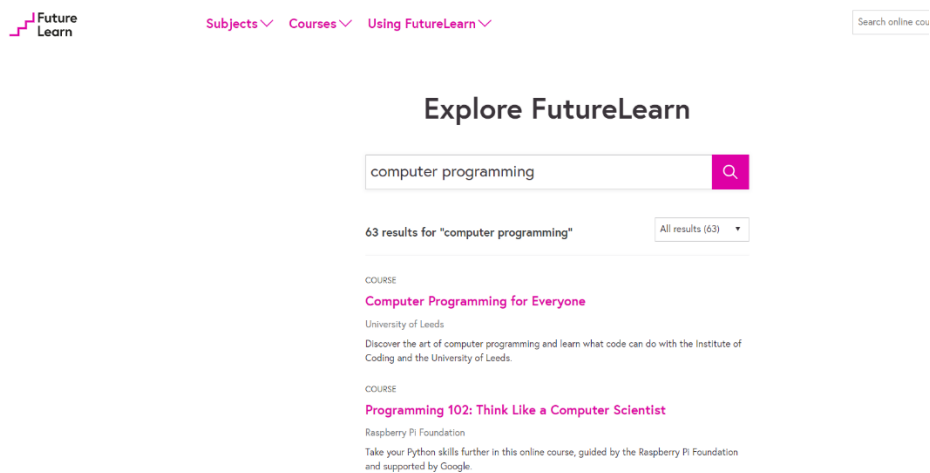 Future
Learn
Subjects Courses Using FutureLearn
Search online cou
Explore FutureLearn
computer programming
63 results for "computer programming"
All results (63)
COURSE
Computer Programming for Everyone
University of Leeds
Discover the art of computer programming and learn what code can do with the Institute of
Coding and the University of Leeds.
COURSE
Programming 102: Think Like a Computer Scientist
Raspberry Pi Foundation
Take your Python skills further in this online course, guided by the Raspberry Pi Foundation
and supported by Google.